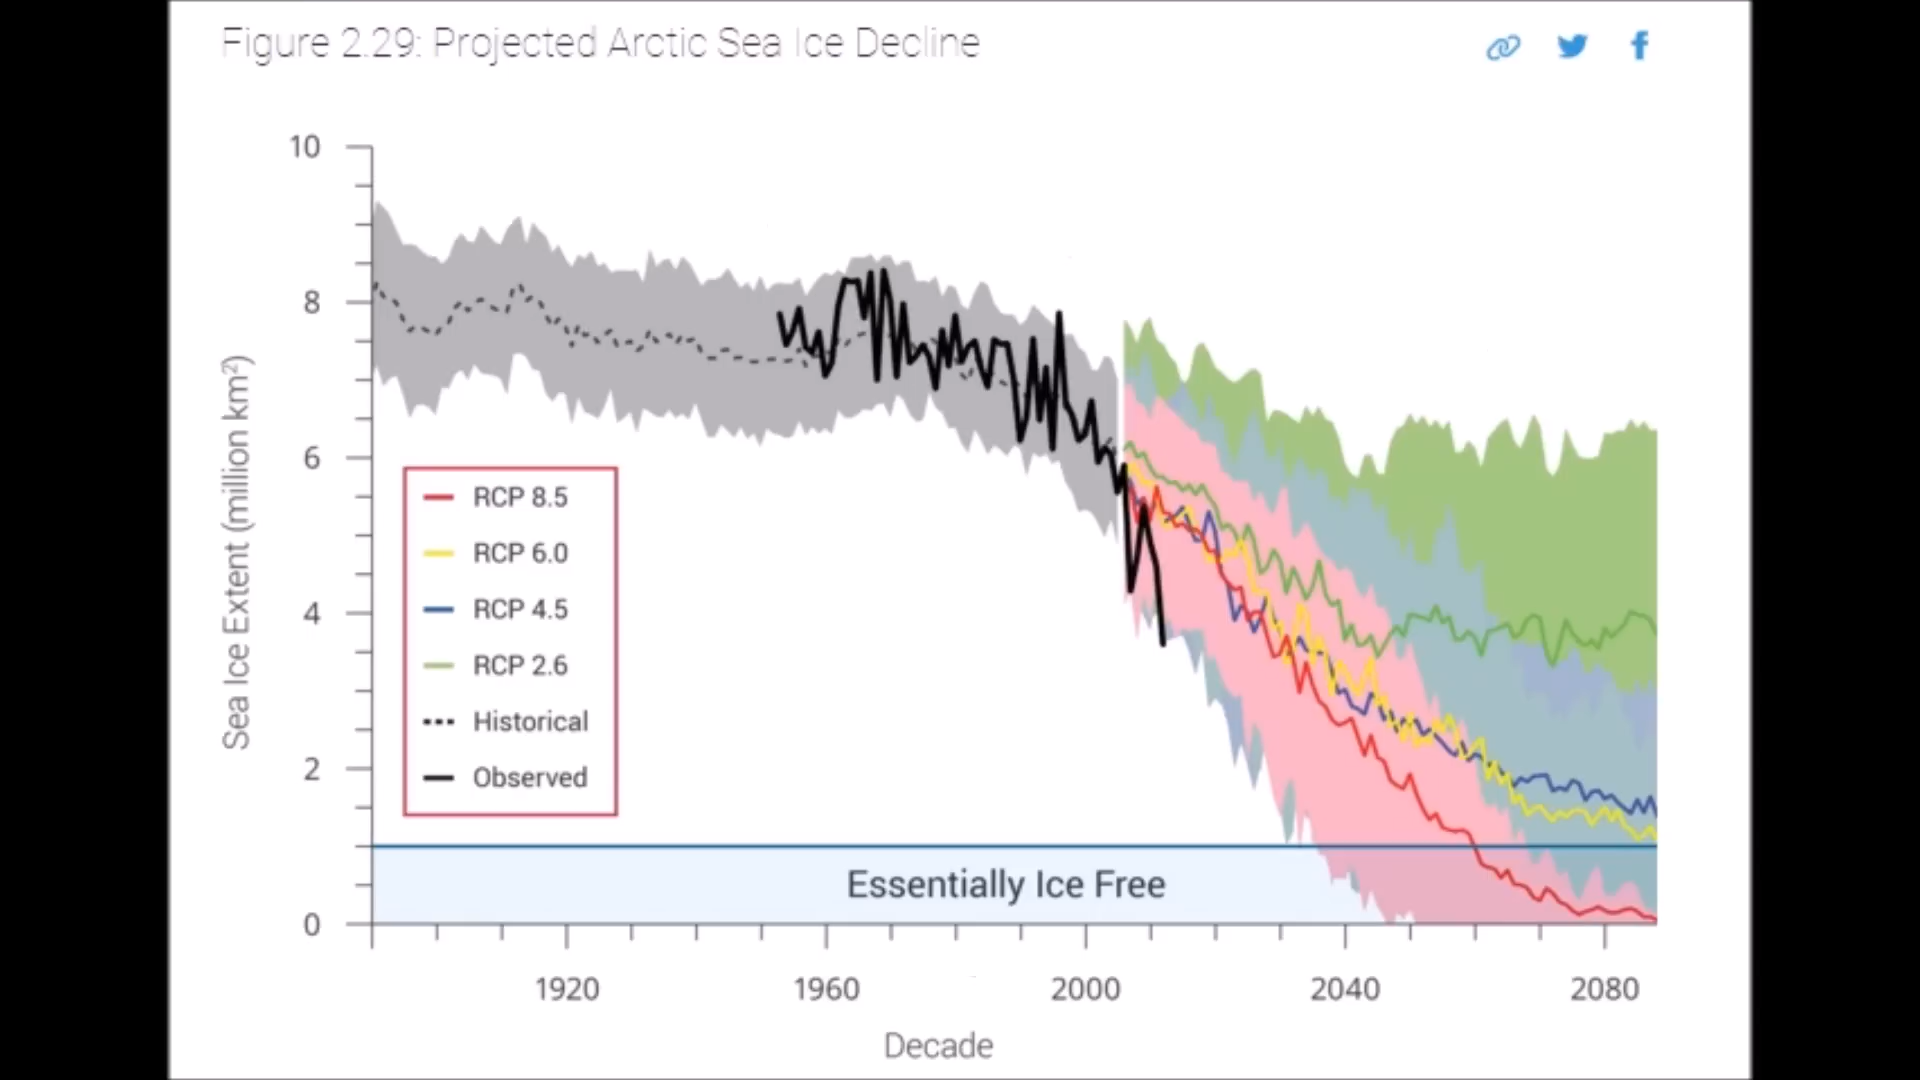 Figure 2.29: Projected Arctic Sea Ice Decline
10
8
6
4
2
0
Sea Ice Extent (million km²)
RCP 8.5
RCP 6.0
RCP 4.5
RCP 2.6
Historical
Observed
Essentially Ice Free
1920 1960 2000 2040 2080
Decade